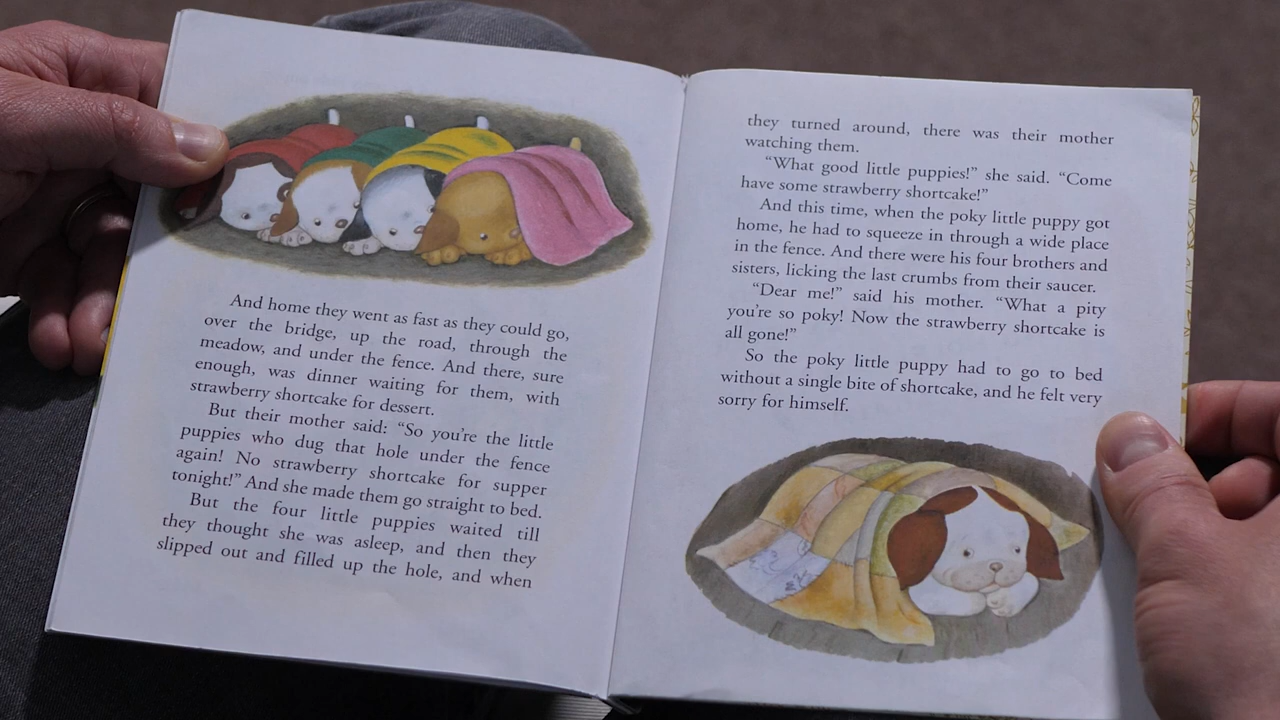 And home they went as fast as they could go,
over the bridge, up the road, through the
meadow, and under the fence. And there, sure
enough, was dinner waiting for them, with
strawberry shortcake for dessert.
But their mother said: “So you’re the little
puppies who dug that hole under the fence
again! No strawberry shortcake for supper
tonight!” And she made them go straight to bed.
But the four little puppies waited till
they thought she was asleep, and then they
slipped out and filled up the hole, and when
they turned around, there was their mother
watching them.
“What good little puppies!” she said. “Come
have some strawberry shortcake!”
And this time, when the poky little puppy got
home, he had to squeeze in through a wide place
in the fence. And there were his four brothers and
sisters, licking the last crumbs from their saucer.
“Dear me!” said his mother. “What a pity
you’re so poky! Now the strawberry shortcake is
all gone!”
So the poky little puppy had to go to bed
without a single bite of shortcake, and he felt very
sorry for himself.